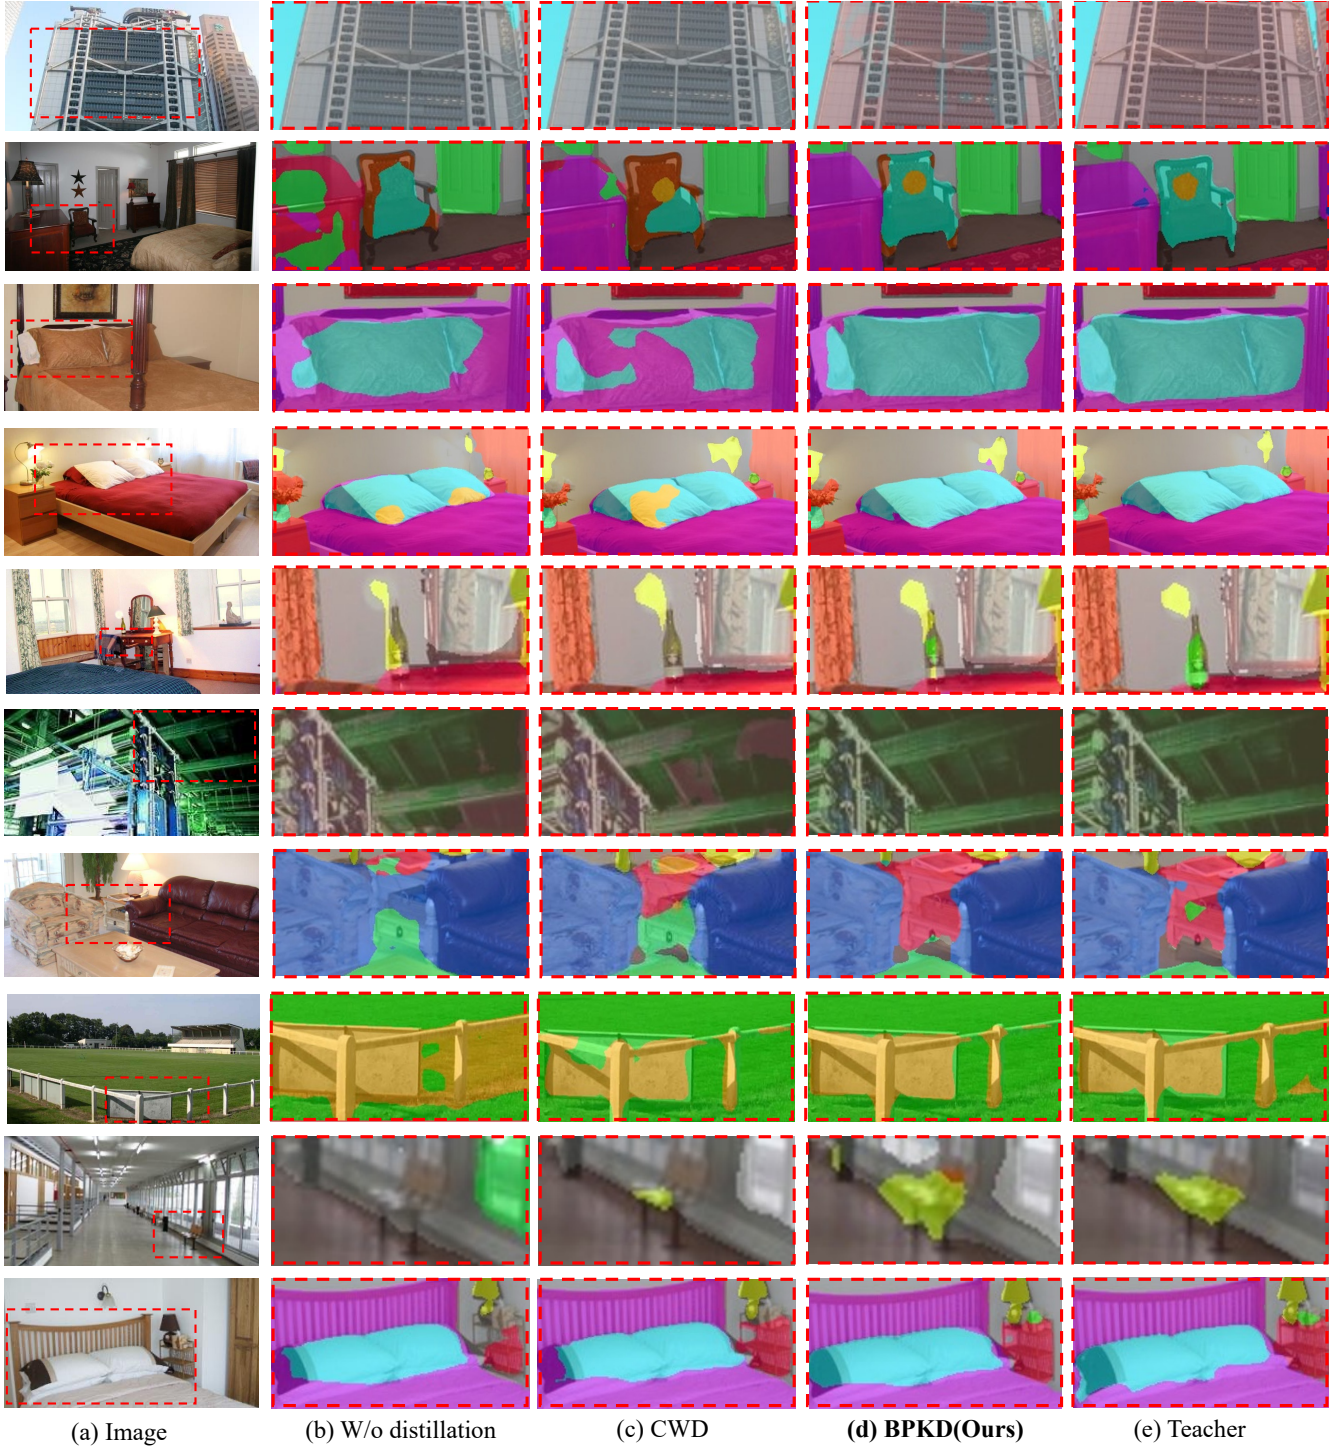 (a) Image
(b) W/o distillation
(c) CWD
(d) BPKD(Ours)
(e) Teacher